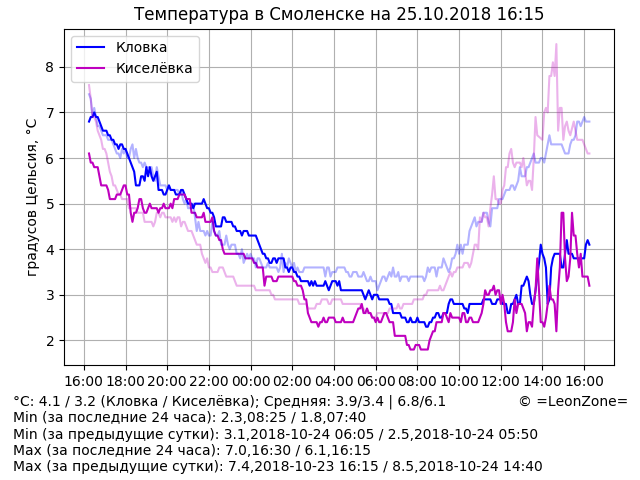 Температура в Смоленске на 25.10.2018 16:15
Кловка
Киселёвка
градусов Цельсия, °C
8
7
6
5
4
3
2
16:00 18:00 20:00 22:00 00:00 02:00 04:00 06:00 08:00 10:00 12:00 14:00 16:00
°C: 4.1 / 3.2 (Кловка / Киселёвка); Средняя: 3.9/3.4 | 6.8/6.1 © =LeonZone=
Min (за последние 24 часа): 2.3,08:25 / 1.8,07:40
Min (за предыдущие сутки): 3.1,2018-10-24 06:05 / 2.5,2018-10-24 05:50
Max (за последние 24 часа): 7.0,16:30 / 6.1,16:15
Max (за предыдущие сутки): 7.4,2018-10-23 16:15 / 8.5,2018-10-24 14:40